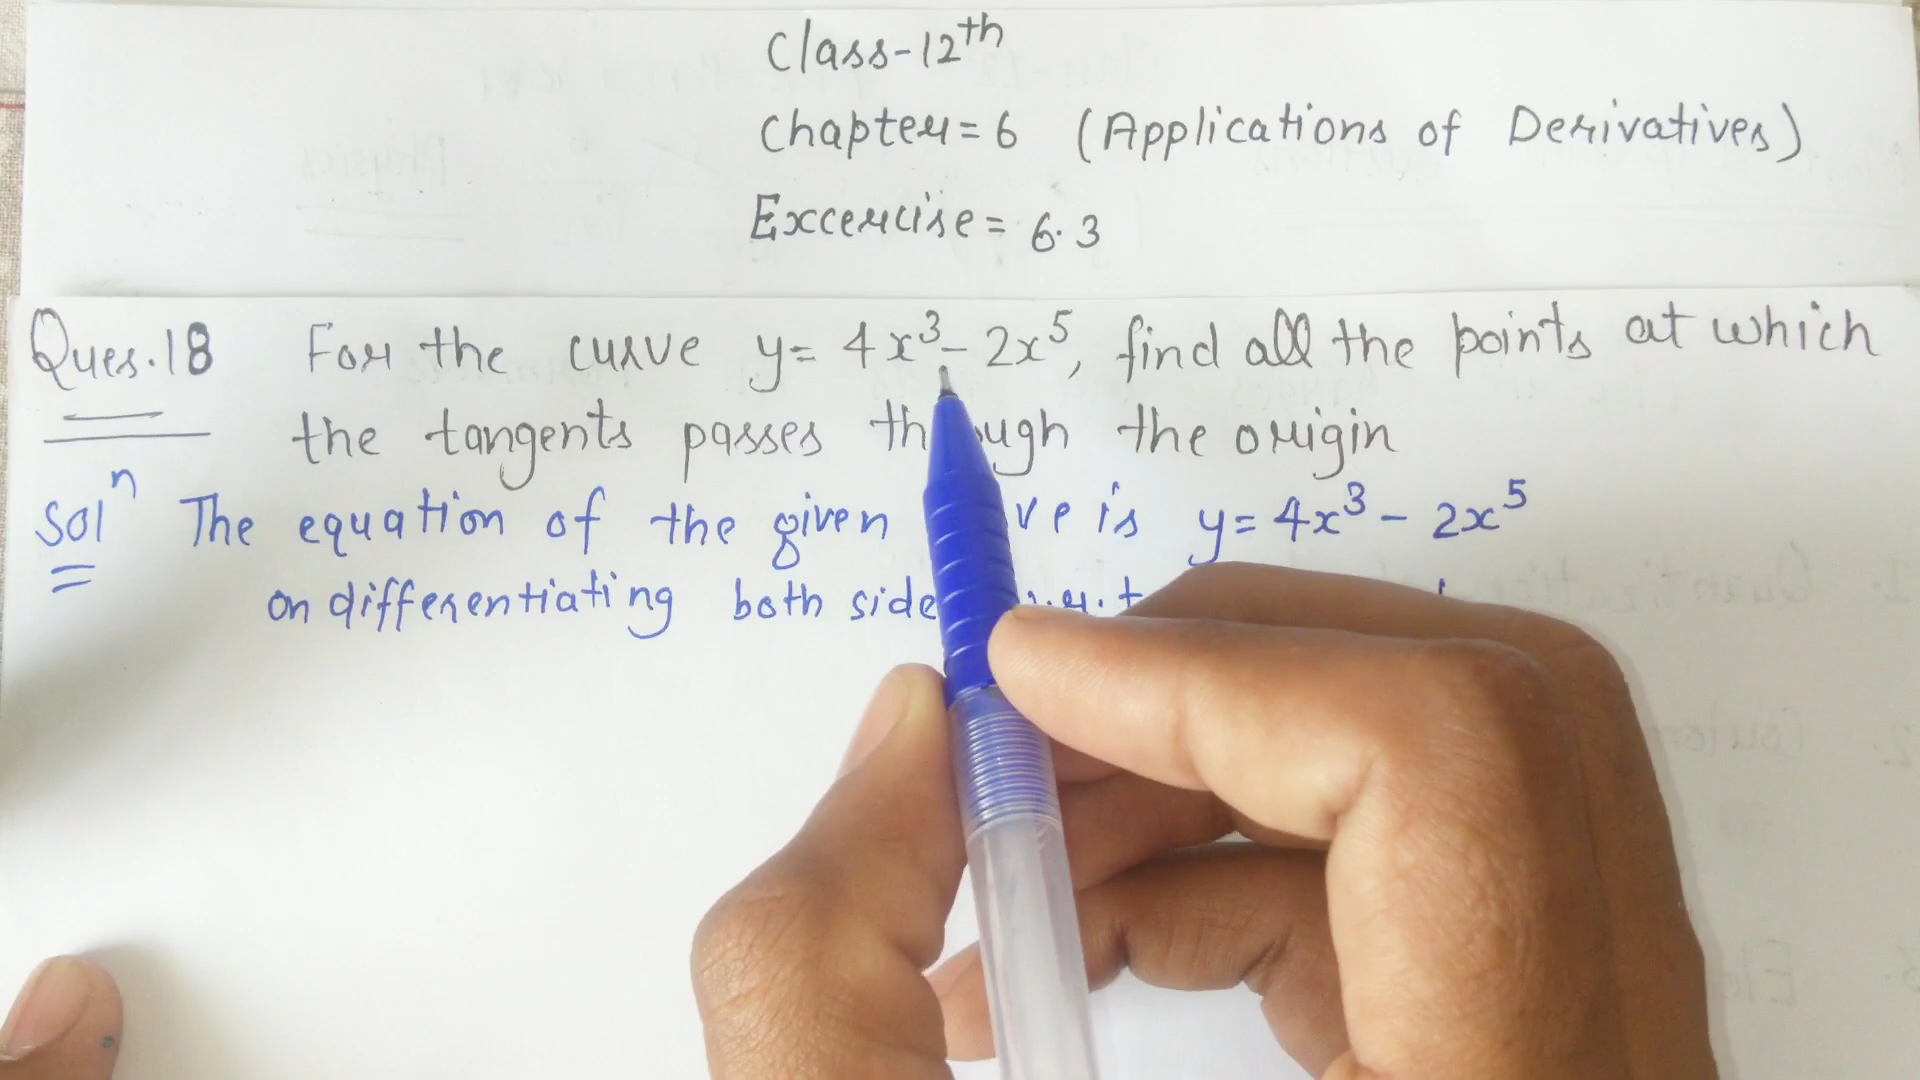 Class-12th
Chapter=6 (Applications of Derivatives)
Excercise= 6.3
Ques.18 For the curve y= 4x³- 2x⁵, find all the points at which
the tangents passes through the origin
Solⁿ The equation of the given is y= 4x³- 2x⁵
on differentiating both side w.r.t